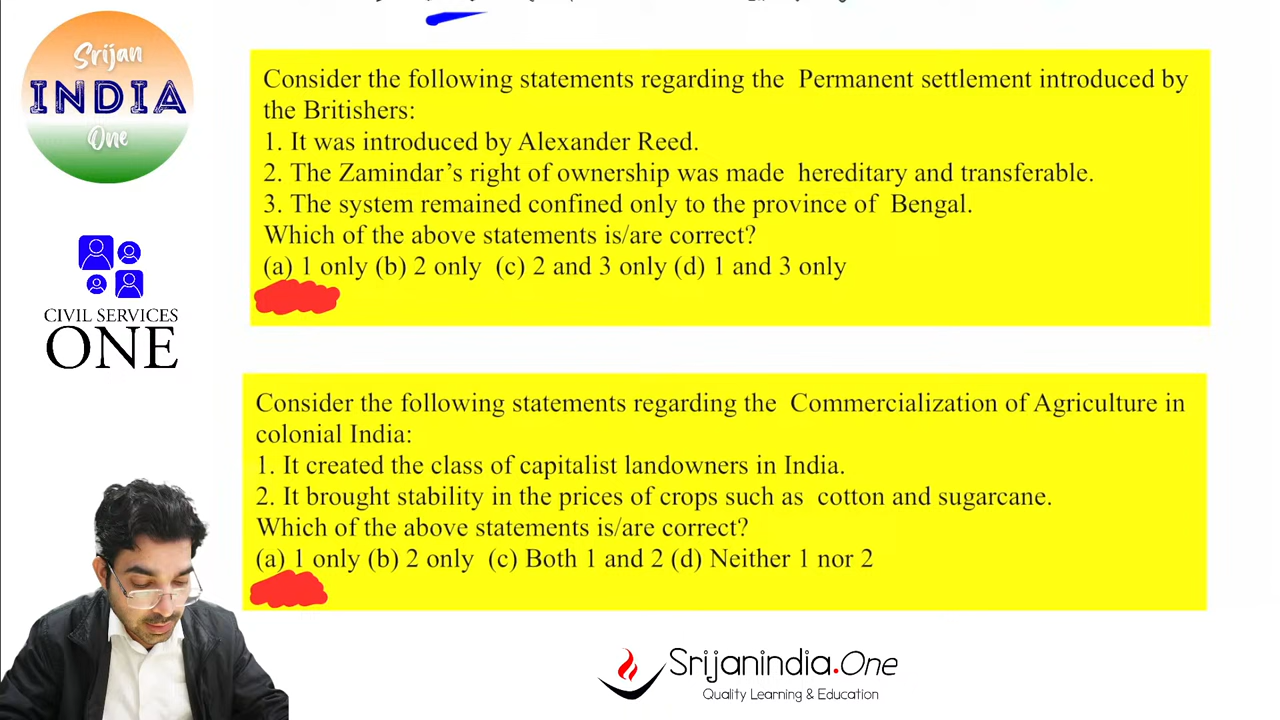 Srijan
INDIA
One
CIVIL SERVICES
ONE
Consider the following statements regarding the Permanent settlement introduced by
the Britishers:
1. It was introduced by Alexander Reed.
2. The Zamindar’s right of ownership was made hereditary and transferable.
3. The system remained confined only to the province of Bengal.
Which of the above statements is/are correct?
(a) 1 only (b) 2 only (c) 2 and 3 only (d) 1 and 3 only
Consider the following statements regarding the Commercialization of Agriculture in
colonial India:
1. It created the class of capitalist landowners in India.
2. It brought stability in the prices of crops such as cotton and sugarcane.
Which of the above statements is/are correct?
(a) 1 only (b) 2 only (c) Both 1 and 2 (d) Neither 1 nor 2
Srijanindia.One
Quality Learning & Education